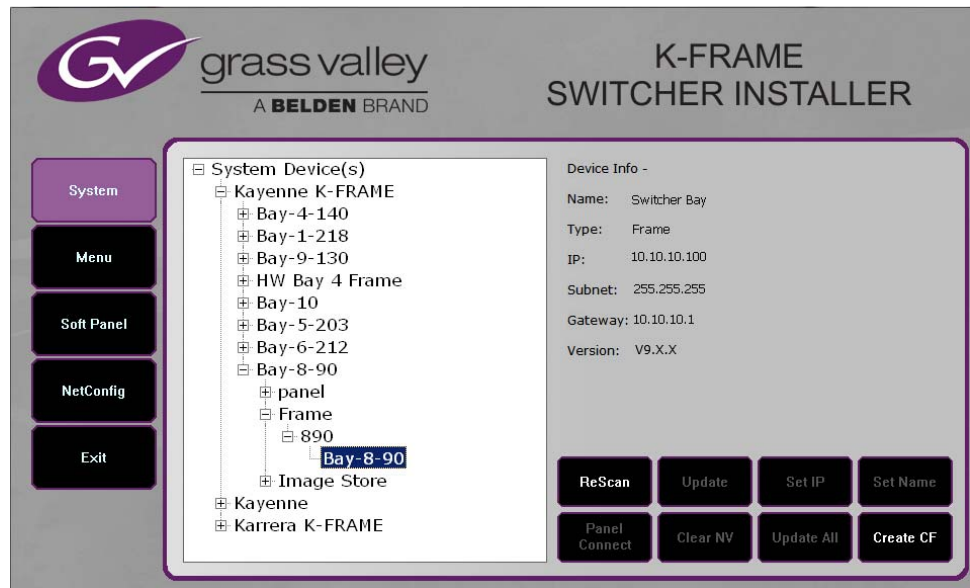 GV grass valley
A BELDEN BRAND
K-FRAME
SWITCHER INSTALLER
System
Menu
Soft Panel
NetConfig
Exit
System Device(s)
Kayenne K-FRAME
Bay-4-140
Bay-1-218
Bay-9-130
HW Bay 4 Frame
Bay-10
Bay-5-203
Bay-6-212
Bay-8-90
panel
Frame
890
Bay-8-90
Image Store
Kayenne
Karrera K-FRAME
Device Info -
Name: Switcher Bay
Type: Frame
IP: 10.10.10.100
Subnet: 255.255.255
Gateway: 10.10.10.1
Version: V9.X.X
ReScan
Update
Set IP
Set Name
Panel
Connect
Clear NV
Update All
Create CF